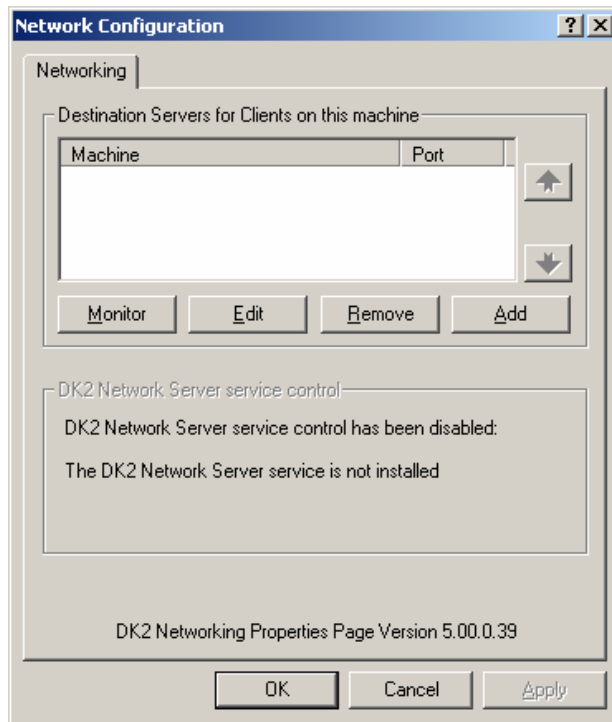 Network Configuration
Networking
Destination Servers for Clients on this machine
Machine Port
Monitor Edit Remove Add
DK2 Network Server service control
DK2 Network Server service control has been disabled:
The DK2 Network Server service is not installed
DK2 Networking Properties Page Version 5.00.0.39
OK Cancel Apply